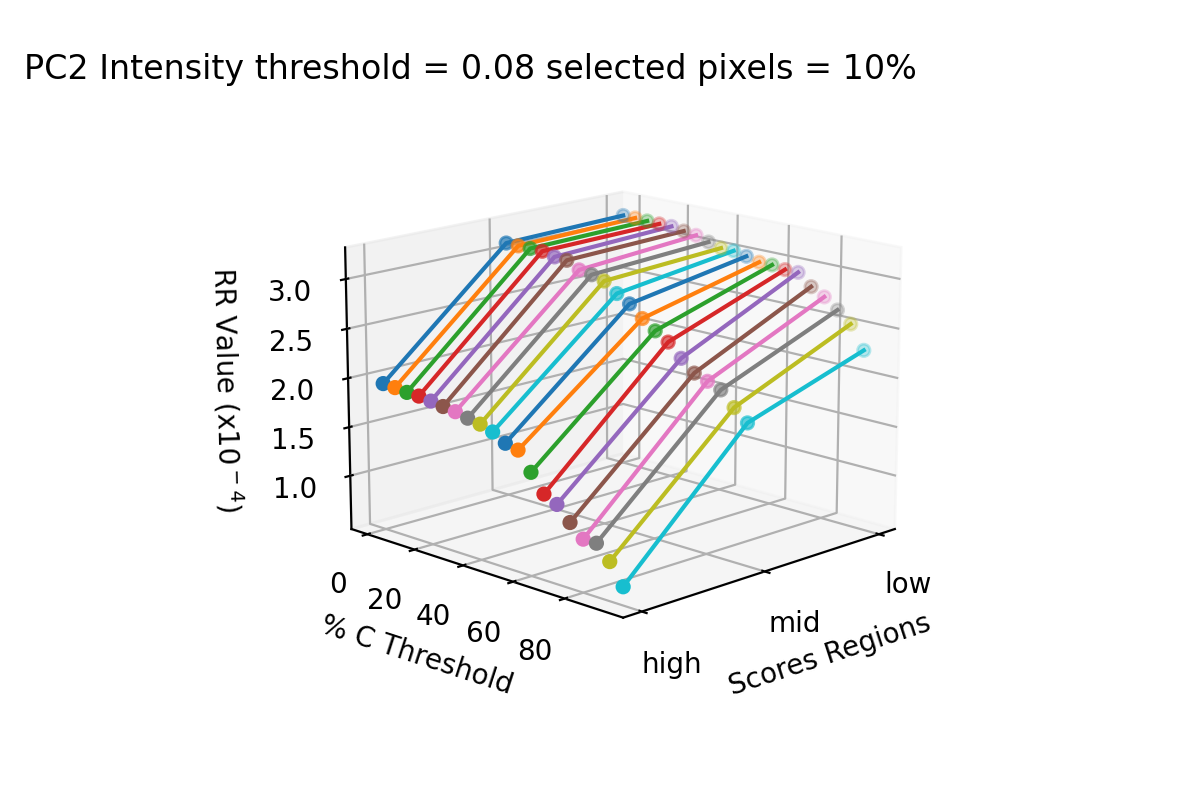 PC2 Intensity threshold = 0.08 selected pixels = 10%
RR Value (x10⁻⁴)
3.0
2.5
2.0
1.5
1.0
0
20
40
60
80
% C Threshold
high
mid
low
Scores Regions